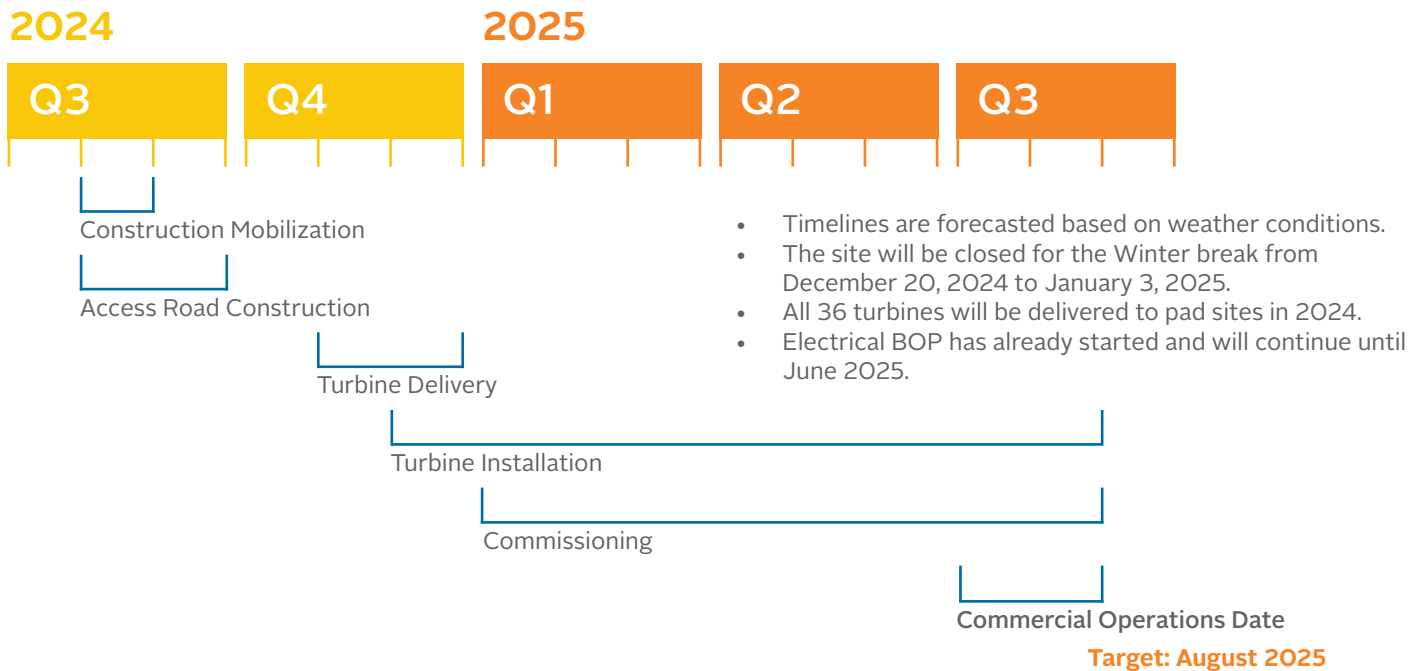 2024 2025
Q3 Q4 Q1 Q2 Q3
Construction Mobilization
Access Road Construction
Turbine Delivery
• Timelines are forecasted based on weather conditions.
• The site will be closed for the Winter break from
December 20, 2024 to January 3, 2025.
• All 36 turbines will be delivered to pad sites in 2024.
• Electrical BOP has already started and will continue until
June 2025.
Turbine Installation
Commissioning
Commercial Operations Date
Target: August 2025